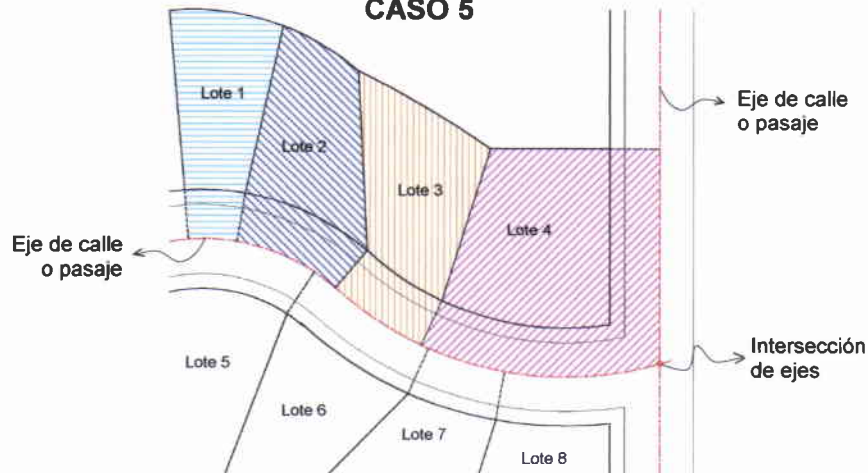 CASO 5
Lote 1
Eje de calle
o pasaje
Lote 2
Lote 3
Lote 4
Eje de calle
o pasaje
Intersección
de ejes
Lote 5
Lote 6
Lote 7
Lote 8